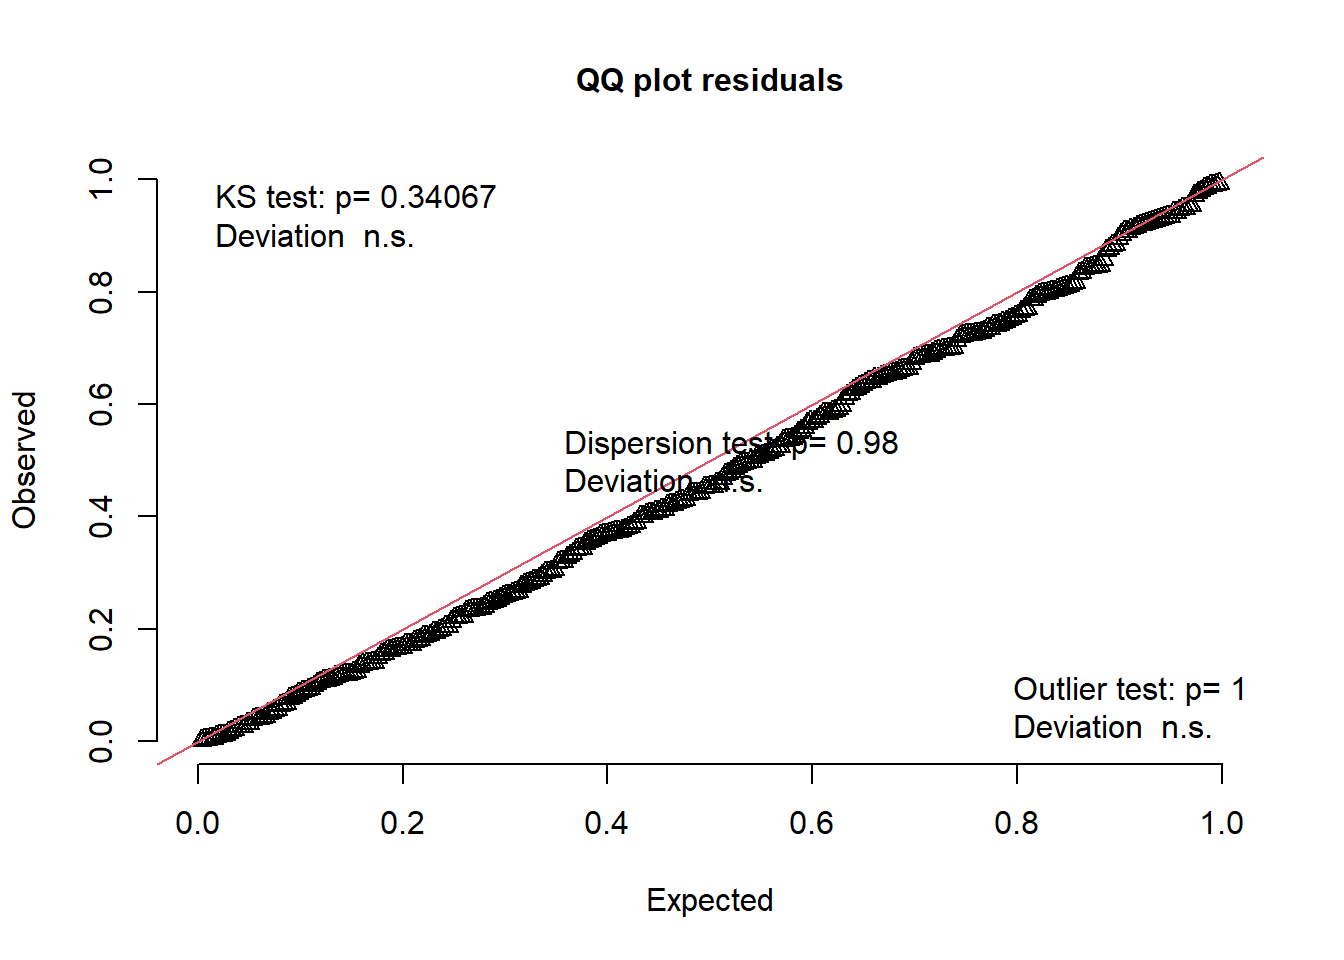 QQ plot residuals
KS test: p= 0.34067
Deviation  n.s.
Dispersion test: p= 0.98
Deviation  n.s.
Outlier test: p= 1
Deviation  n.s.
Observed
1.0
0.8
0.6
0.4
0.2
0.0
0.0 0.2 0.4 0.6 0.8 1.0
Expected